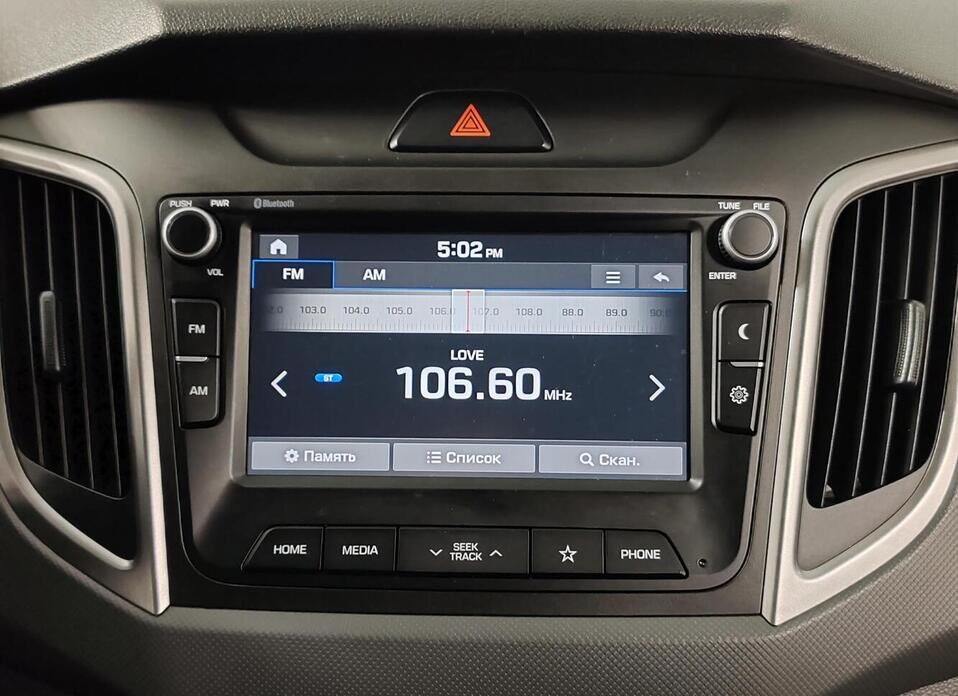 PUSH PWR Bluetooth TUNE FILE
VOL ENTER
5:02 PM
FM AM
103.0 104.0 105.0 106.0 107.0 108.0 88.0 89.0
FM
AM
LOVE
ST 106.60 MHz
Память Список Скан.
HOME MEDIA SEEK TRACK PHONE